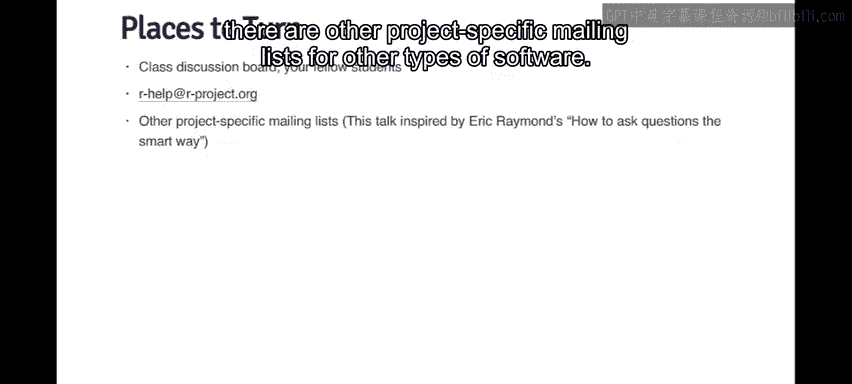 Places to Turn
there are other project-specific mailing
lists for other types of software.
· Class discussion board, your fellow students
· r-help@r-project.org
· Other project-specific mailing lists (This talk inspired by Eric Raymond's “How to ask questions the
smart way”)